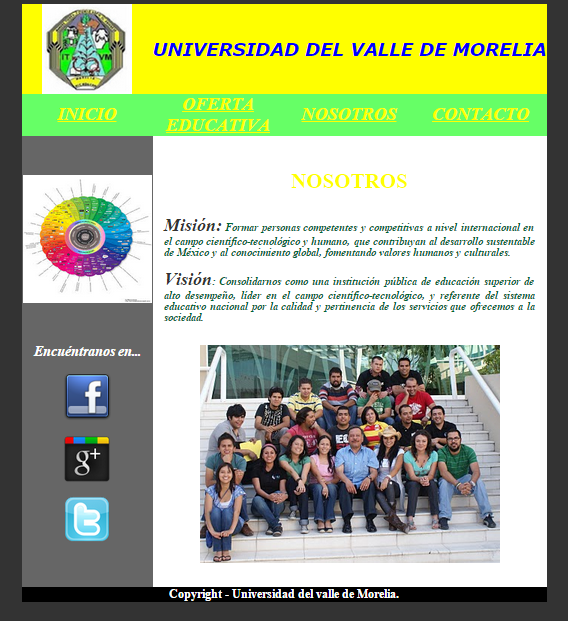 UNIVERSIDAD DEL VALLE DE MORELIA
INICIO
OFERTA
EDUCATIVA
NOSOTROS
CONTACTO
NOSOTROS
Misión: Formar personas competentes y competitivas a nivel internacional en
el campo científico-tecnológico y humano, que contribuyan al desarrollo sustentable
de México y al conocimiento global, fomentando valores humanos y culturales.
Visión: Consolidarnos como una institución pública de educación superior de
alto desempeño, líder en el campo científico-tecnológico, y referente del sistema
educativo nacional por la calidad y pertinencia de los servicios que ofrecemos a la
sociedad.
Encuéntranos en...
f
g+
t
Copyright - Universidad del valle de Morelia.